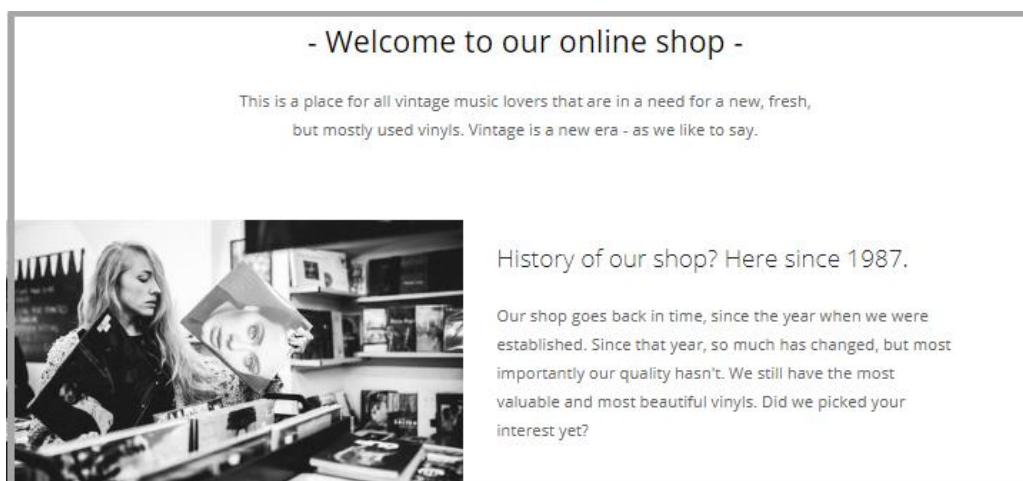 - Welcome to our online shop -
This is a place for all vintage music lovers that are in a need for a new, fresh,
but mostly used vinyls. Vintage is a new era - as we like to say.
History of our shop? Here since 1987.
Our shop goes back in time, since the year when we were
established. Since that year, so much has changed, but most
importantly our quality hasn't. We still have the most
valuable and most beautiful vinyls. Did we picked your
interest yet?